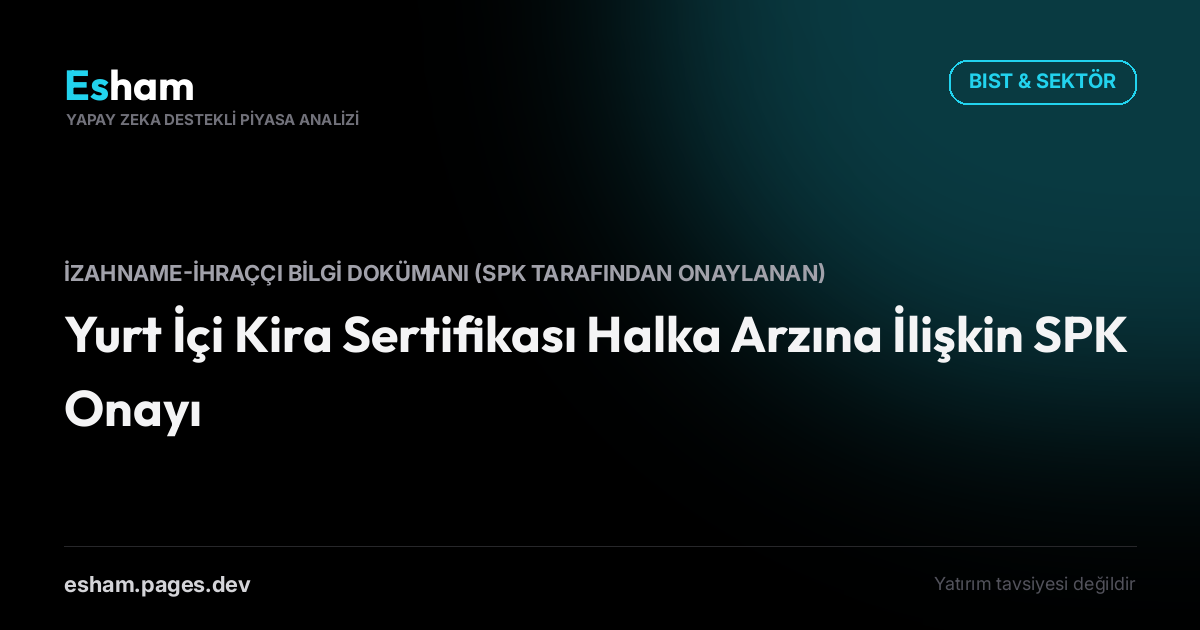 Esham
BIST & SEKTÖR
YAPAY ZEKA DESTEKLİ PİYASA ANALİZİ
İZAHNAME-İHRAÇÇI BİLGİ DOKÜMANI (SPK TARAFINDAN ONAYLANAN)
Yurt İçi Kira Sertifikası Halka Arzına İlişkin SPK
Onayı
esham.pages.dev
Yatırım tavsiyesi değildir